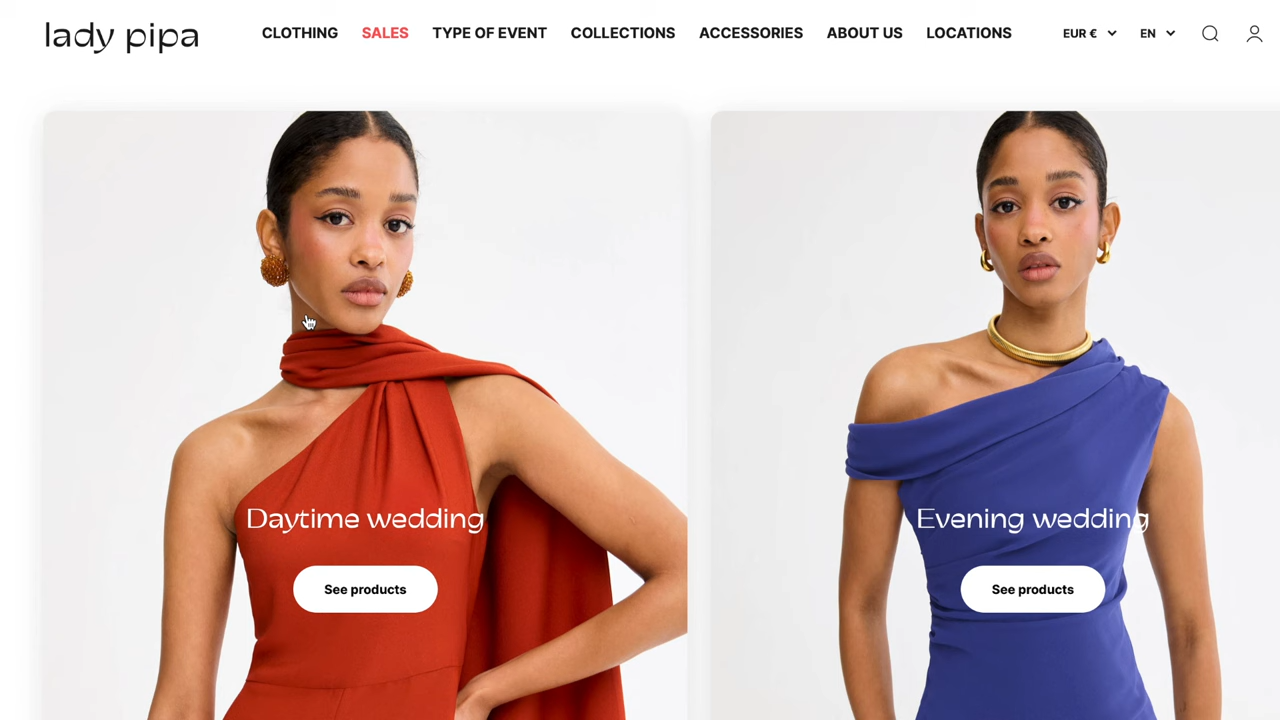 lady pipa
CLOTHING SALES TYPE OF EVENT COLLECTIONS ACCESSORIES ABOUT US LOCATIONS EUR € EN
Daytime wedding
See products
Evening wedding
See products